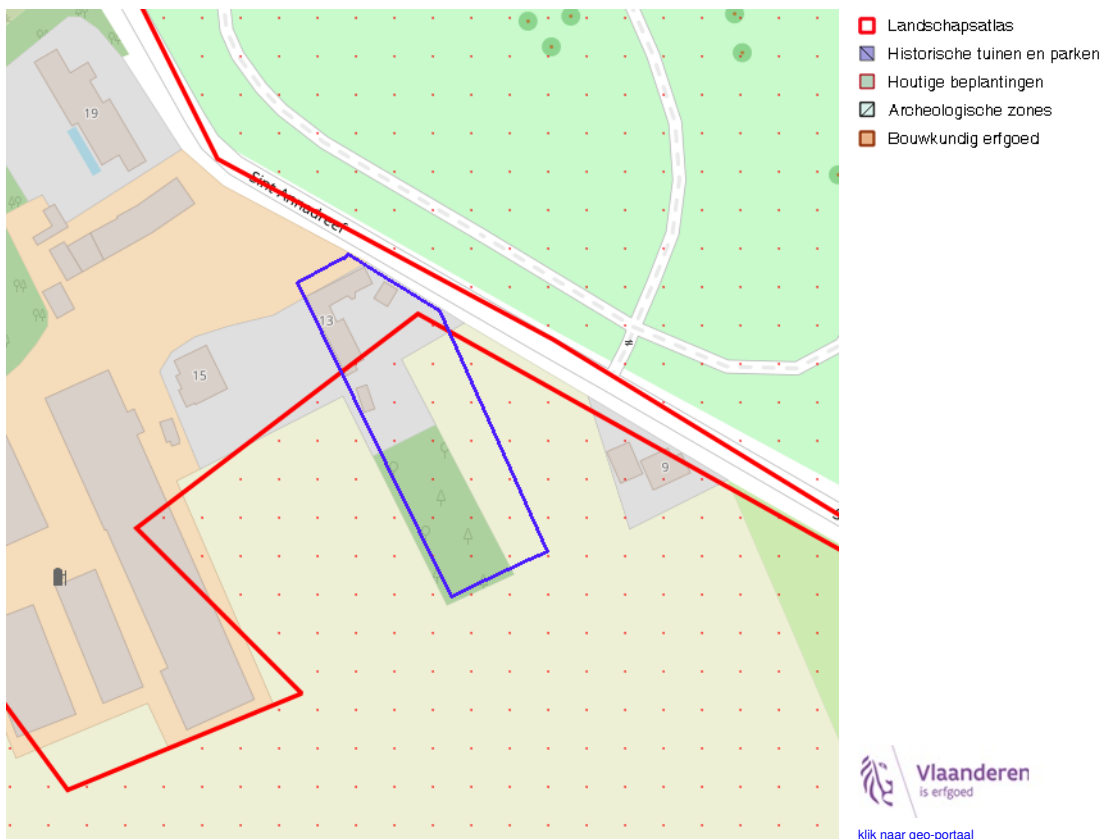 19
Sint Annadreef
13
15
9
S
Landschapsatlas
Historische tuinen en parken
Houtige beplantingen
Archeologische zones
Bouwkundig erfgoed
Vlaanderen
is erfgoed
klik naar geo-portaal